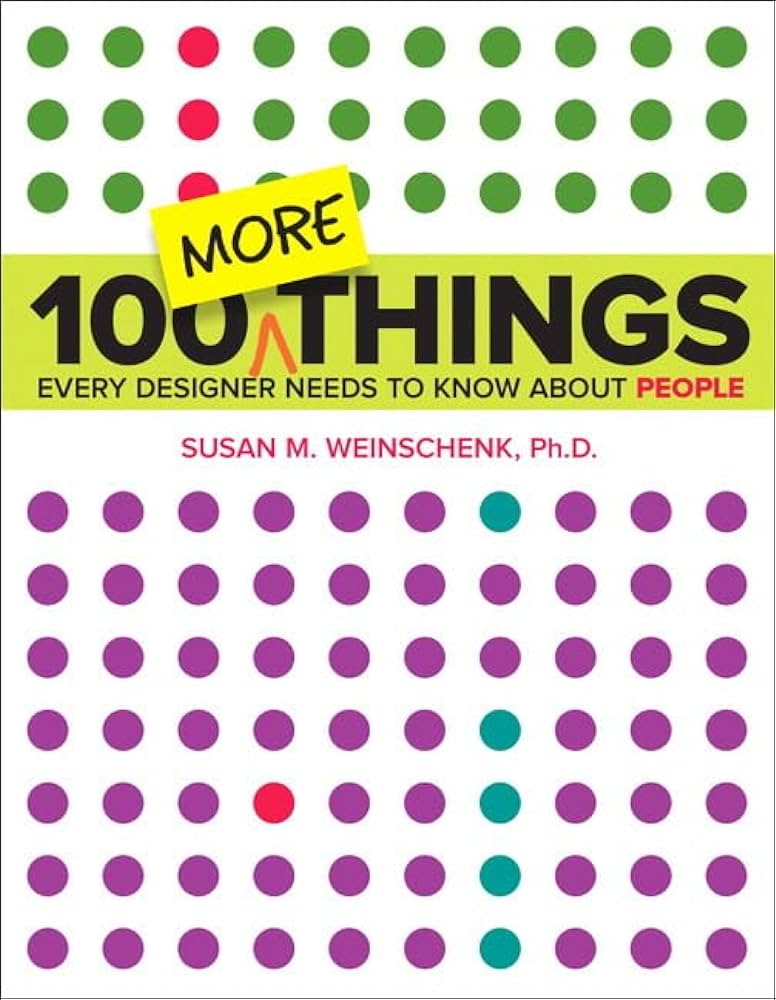 MORE
100 THINGS
EVERY DESIGNER NEEDS TO KNOW ABOUT PEOPLE
SUSAN M. WEINSCHENK, Ph.D.